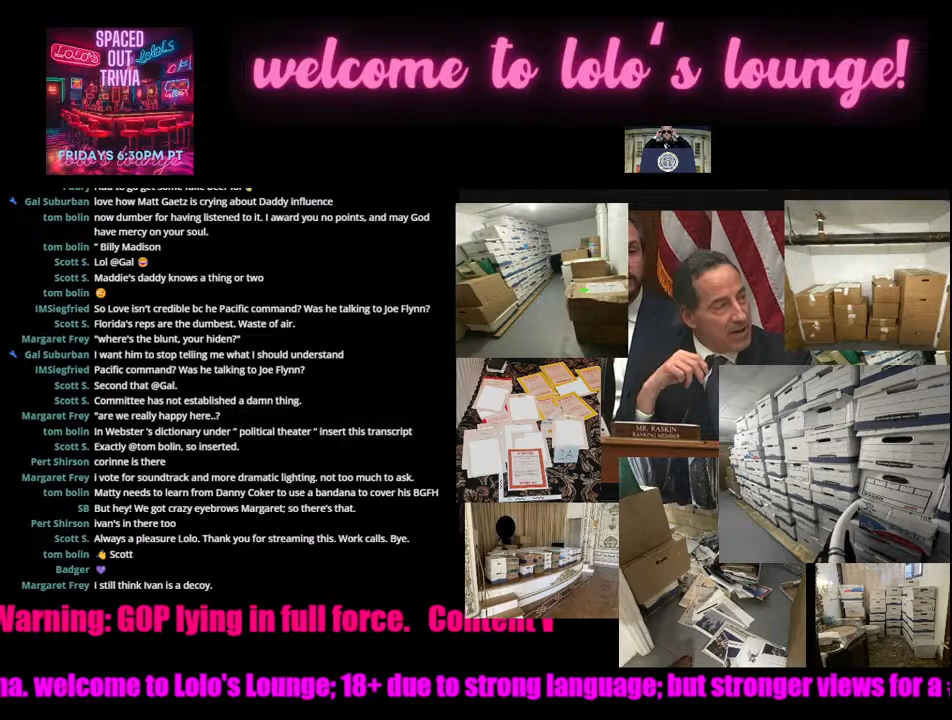 SPACED
OUT
TRIVIA
LOLO'S
LOLOLS
FRIDAYS 6:30PM PT
lolo's lounge
welcome to lolo's lounge!
Gal Suburban love how Matt Gaetz is crying about Daddy influence
tom bolin now dumber for having listened to it. I award you no points, and may God
have mercy on your soul.
tom bolin " Billy Madison
Scott S. Lol @Gal 😂
Scott S. Maddie's daddy knows a thing or two
tom bolin 🥰
IMSiegfried So Love isn't credible bc he Pacific command? Was he talking to Joe Flynn?
Scott S. Florida's reps are the dumbest. Waste of air.
Margaret Frey "where's the blunt, your hiden?"
Gal Suburban I want him to stop telling me what I should understand
IMSiegfried Pacific command? Was he talking to Joe Flynn?
Scott S. Second that @Gal.
Scott S. Committee has not established a damn thing.
Margaret Frey "are we really happy here..?
tom bolin In Webster 's dictionary under " political theater " insert this transcript
Scott S. Exactly @tom bolin, so inserted.
Pert Shirson corinne is there
Margaret Frey i vote for soundtrack and more dramatic lighting. not too much to ask.
tom bolin Matty needs to learn from Danny Coker to use a bandana to cover his BGFH
SB But hey! We got crazy eyebrows Margaret; so there's that.
Pert Shirson ivan's in there too
Scott S. Always a pleasure Lolo. Thank you for streaming this. Work calls. Bye.
tom bolin 👋 Scott
Badger 💜
Margaret Frey I still think Ivan is a decoy.
MR. RASKIN
RANKING MEMBER
2A
Warning: GOP lying in full force. Content
na. welcome to Lolo's Lounge; 18+ due to strong language; but stronger views for a